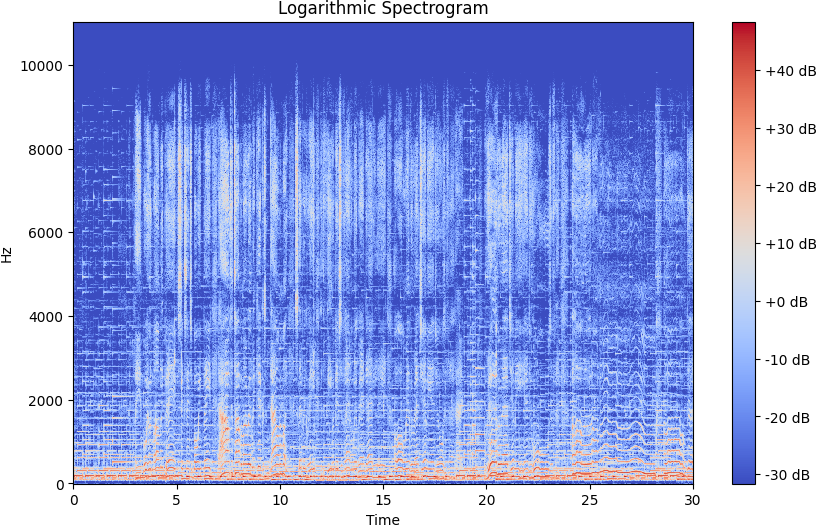 Logarithmic Spectrogram
Hz
10000
8000
6000
4000
2000
0
0 5 10 15 20 25 30
Time
+40 dB
+30 dB
+20 dB
+10 dB
+0 dB
-10 dB
-20 dB
-30 dB